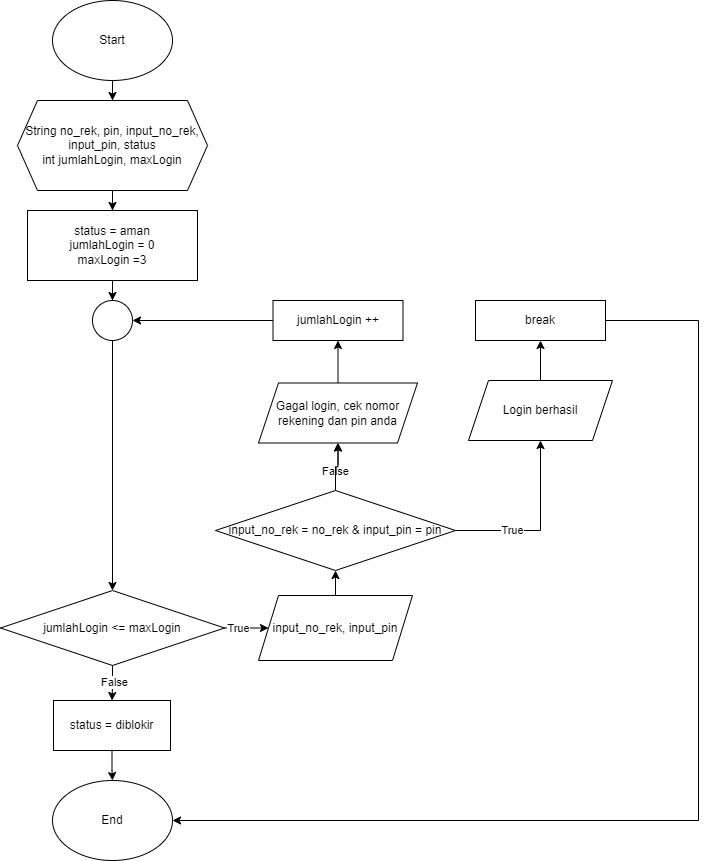 Start
String no_rek, pin, input_no_rek,
input_pin, status
int jumlahLogin, maxLogin
status = aman
jumlahLogin = 0
maxLogin =3
jumlahLogin ++
break
Gagal login, cek nomor
rekening dan pin anda
Login berhasil
False
input_no_rek = no_rek & input_pin = pin
True
jumlahLogin <= maxLogin
True
input_no_rek, input_pin
False
status = diblokir
End